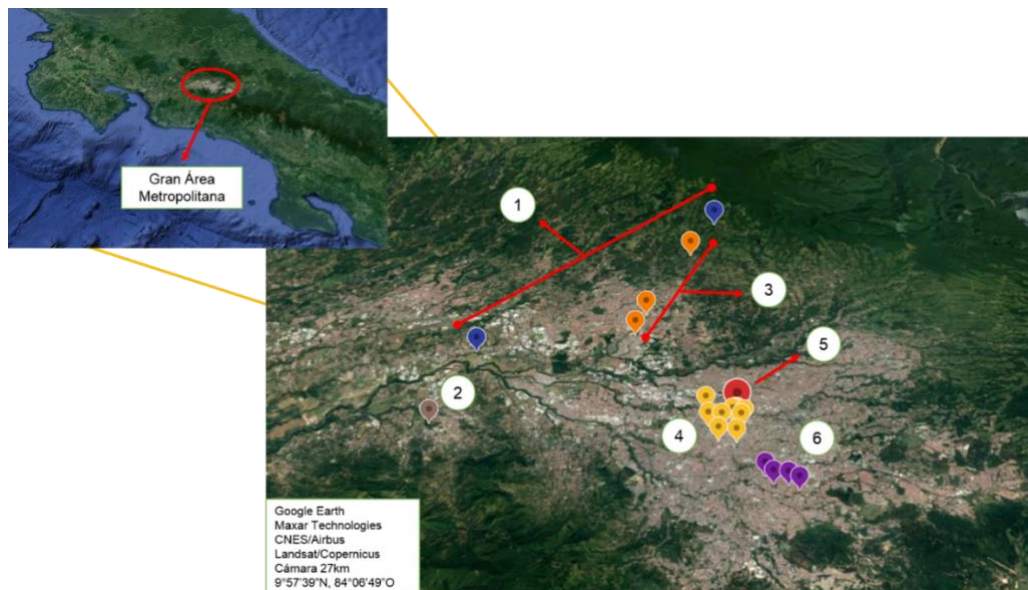 Gran Área
Metropolitana
1
3
5
2
4
6
Google Earth
Maxar Technologies
CNES/Airbus
Landsat/Copernicus
Cámara 27km
9°57'39"N, 84°06'49"O